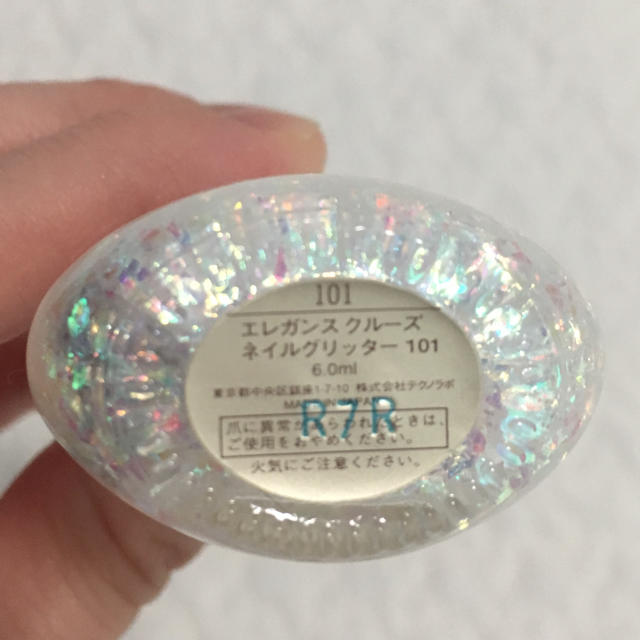 101
エレガンス クルーズ
ネイルグリッター 101
6.0ml
東京都中央区銀座1-7-10 株式会社テクノラボ
MADE IN JAPAN
R7R
爪に異常があらわれたときは、
ご使用をおやめください。
火気にご注意ください。